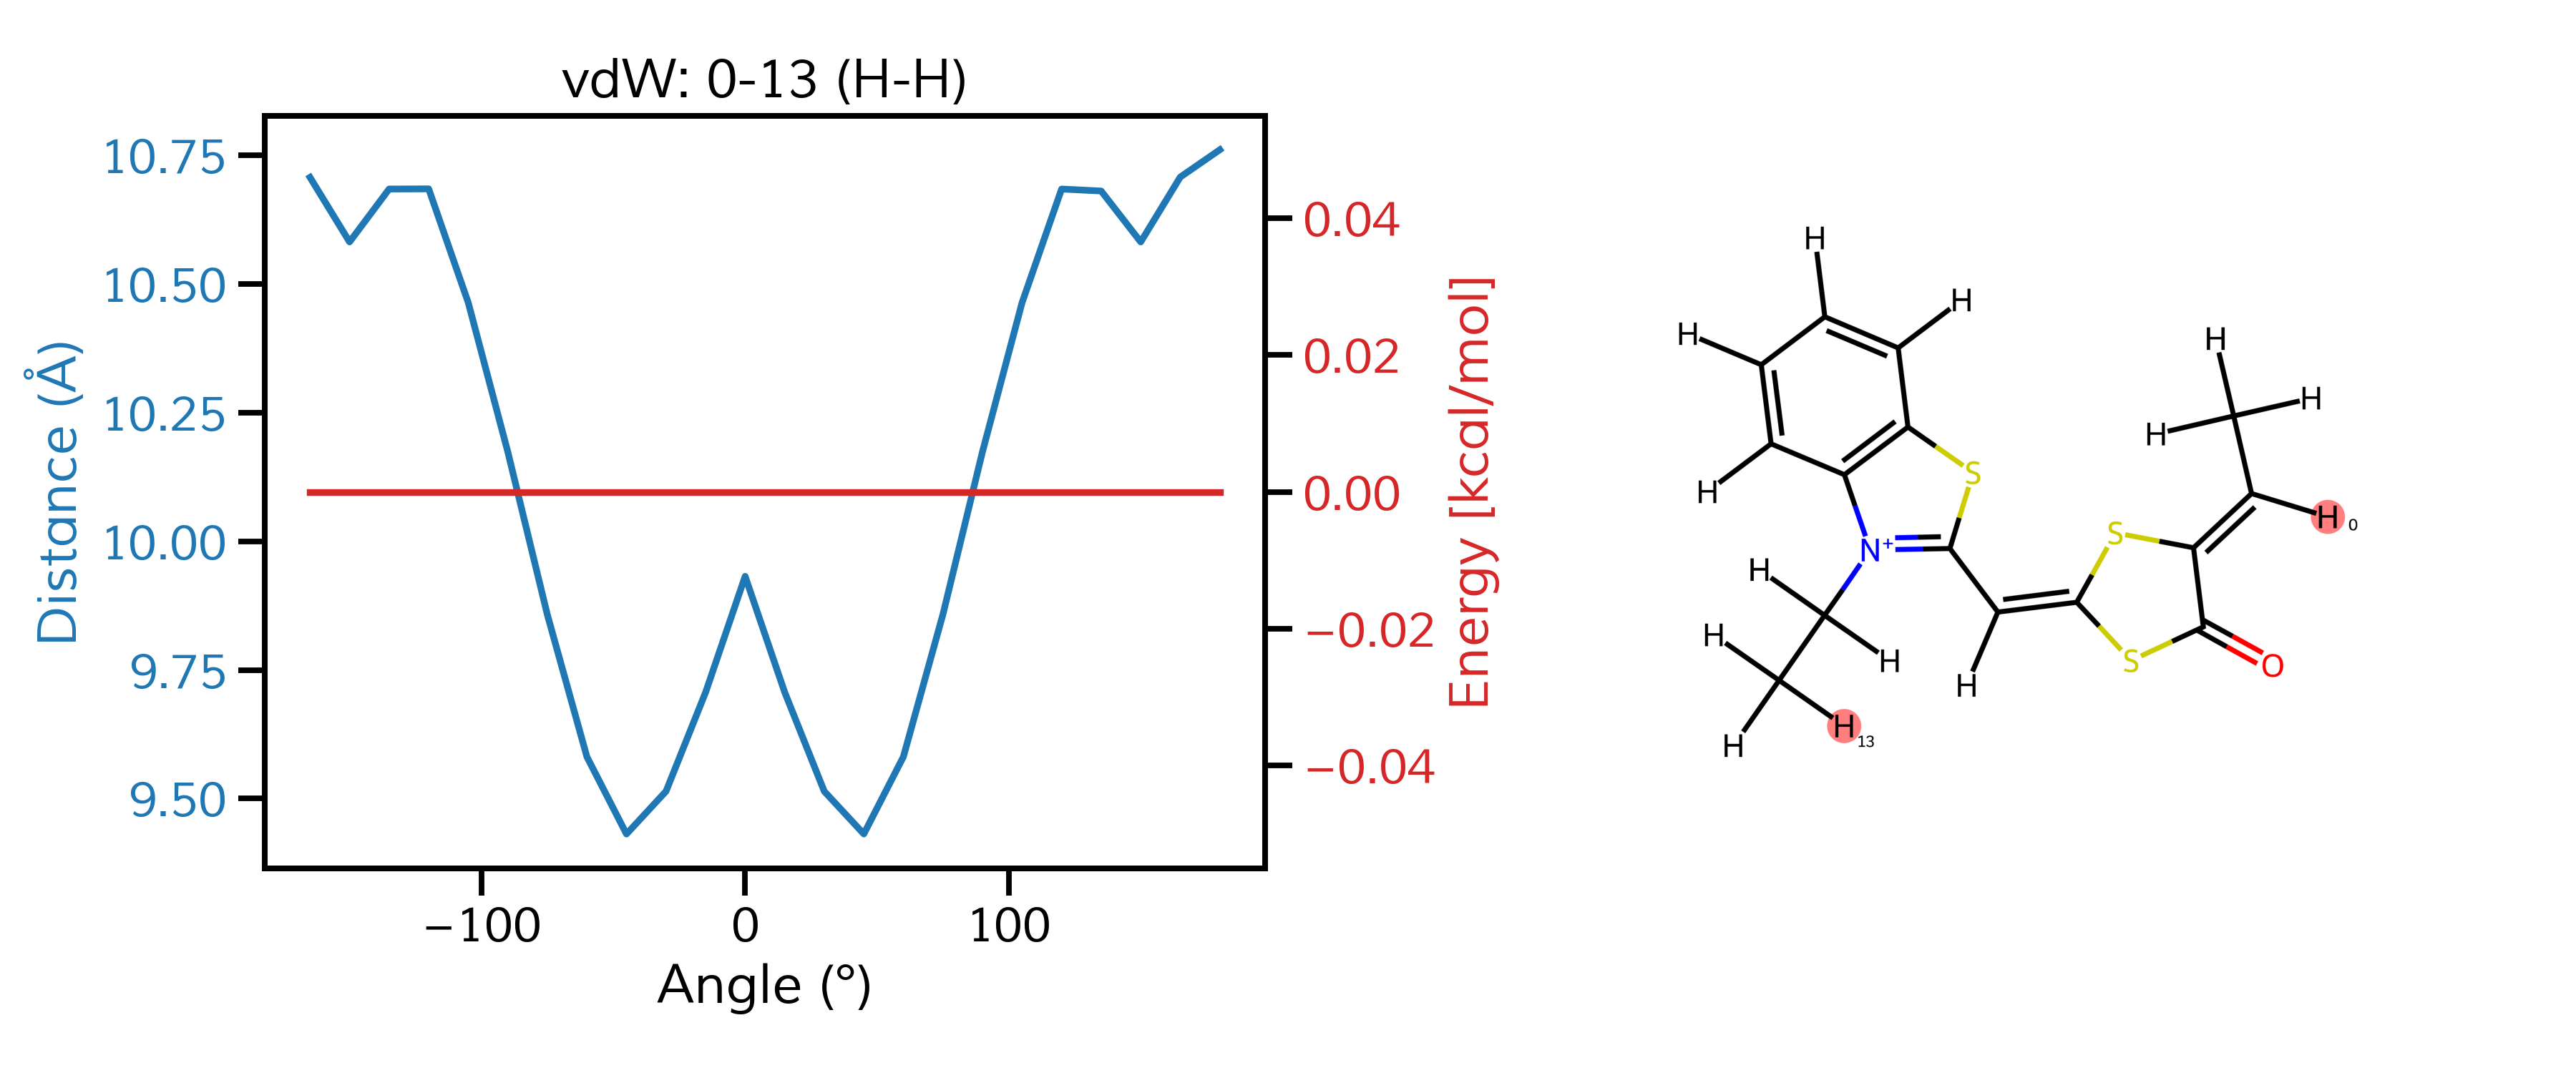 vdW: 0-13 (H-H)
10.75
10.50
10.25
10.00
9.75
9.50
Distance (Å)
0.04
0.02
0.00
−0.02
−0.04
Energy [kcal/mol]
−100 0 100
Angle (°)
H
H
H
H
H
H
H
S
H
H 0
S
N+
H
H
H
S
O
H
H 13
H